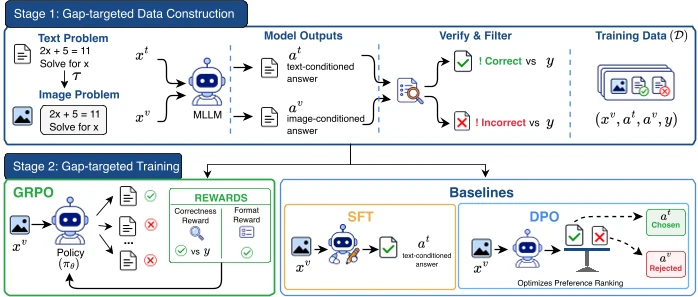 Stage 1: Gap-targeted Data Construction
Text Problem
2x + 5 = 11
Solve for x
τ
Image Problem
2x + 5 = 11
Solve for x
x^t
x^v
MLLM
Model Outputs
a^t
text-conditioned
answer
a^v
image-conditioned
answer
Verify & Filter
! Correct vs y
! Incorrect vs y
Training Data (D)
(x^v, a^t, a^v, y)
Stage 2: Gap-targeted Training
GRPO
x^v
Policy
(π_θ)
...
REWARDS
Correctness
Reward
Format
Reward
vs y
Baselines
SFT
x^v
a^t
text-conditioned
answer
DPO
x^v
Optimizes Preference Ranking
a^t
Chosen
a^v
Rejected